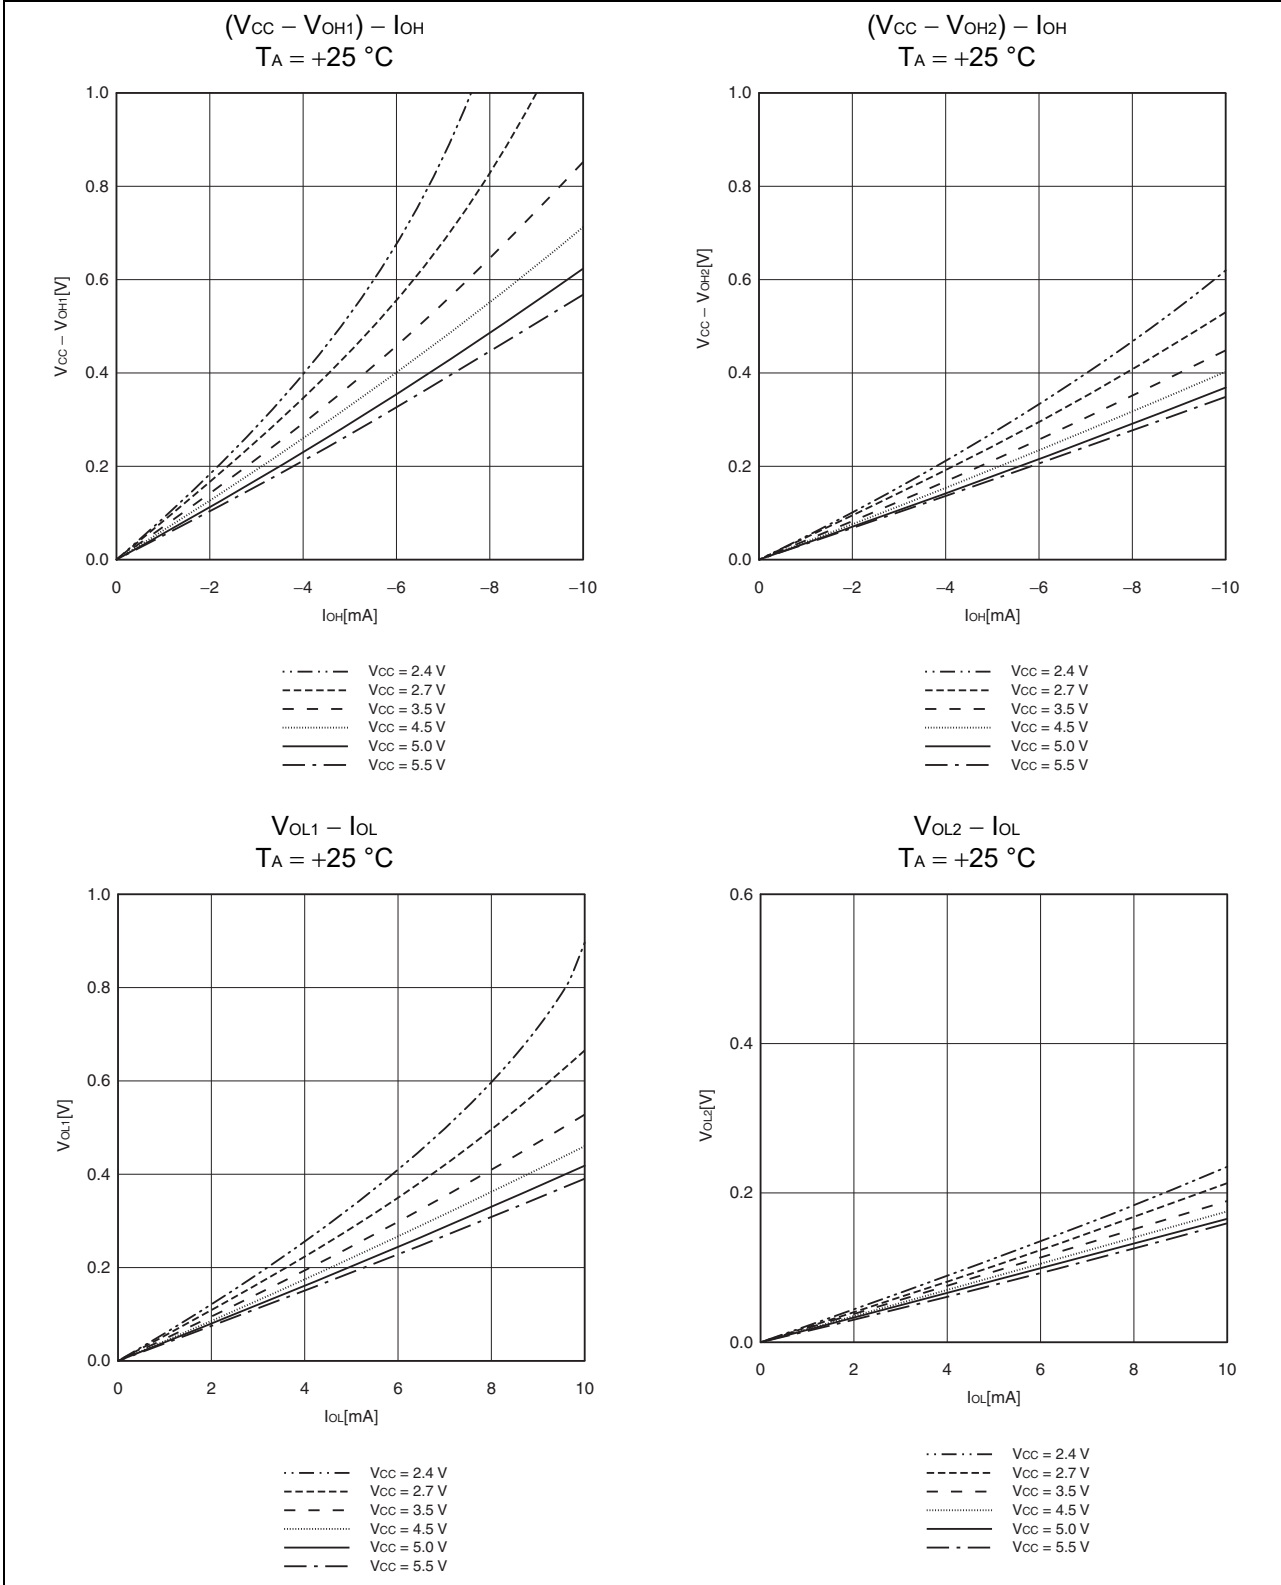 (VCC – VOH1) – IOH
TA = +25 °C
1.0
0.8
0.6
0.4
0.2
0.0
VCC – VOH1[V]
0 –2 –4 –6 –8 –10
IOH[mA]
VCC = 2.4 V
VCC = 2.7 V
VCC = 3.5 V
VCC = 4.5 V
VCC = 5.0 V
VCC = 5.5 V
(VCC – VOH2) – IOH
TA = +25 °C
1.0
0.8
0.6
0.4
0.2
0.0
VCC – VOH2[V]
0 –2 –4 –6 –8 –10
IOH[mA]
VCC = 2.4 V
VCC = 2.7 V
VCC = 3.5 V
VCC = 4.5 V
VCC = 5.0 V
VCC = 5.5 V
VOL1 – IOL
TA = +25 °C
1.0
0.8
0.6
0.4
0.2
0.0
VOL1[V]
0 2 4 6 8 10
IOL[mA]
VCC = 2.4 V
VCC = 2.7 V
VCC = 3.5 V
VCC = 4.5 V
VCC = 5.0 V
VCC = 5.5 V
VOL2 – IOL
TA = +25 °C
0.6
0.4
0.2
0.0
VOL2[V]
0 2 4 6 8 10
IOL[mA]
VCC = 2.4 V
VCC = 2.7 V
VCC = 3.5 V
VCC = 4.5 V
VCC = 5.0 V
VCC = 5.5 V